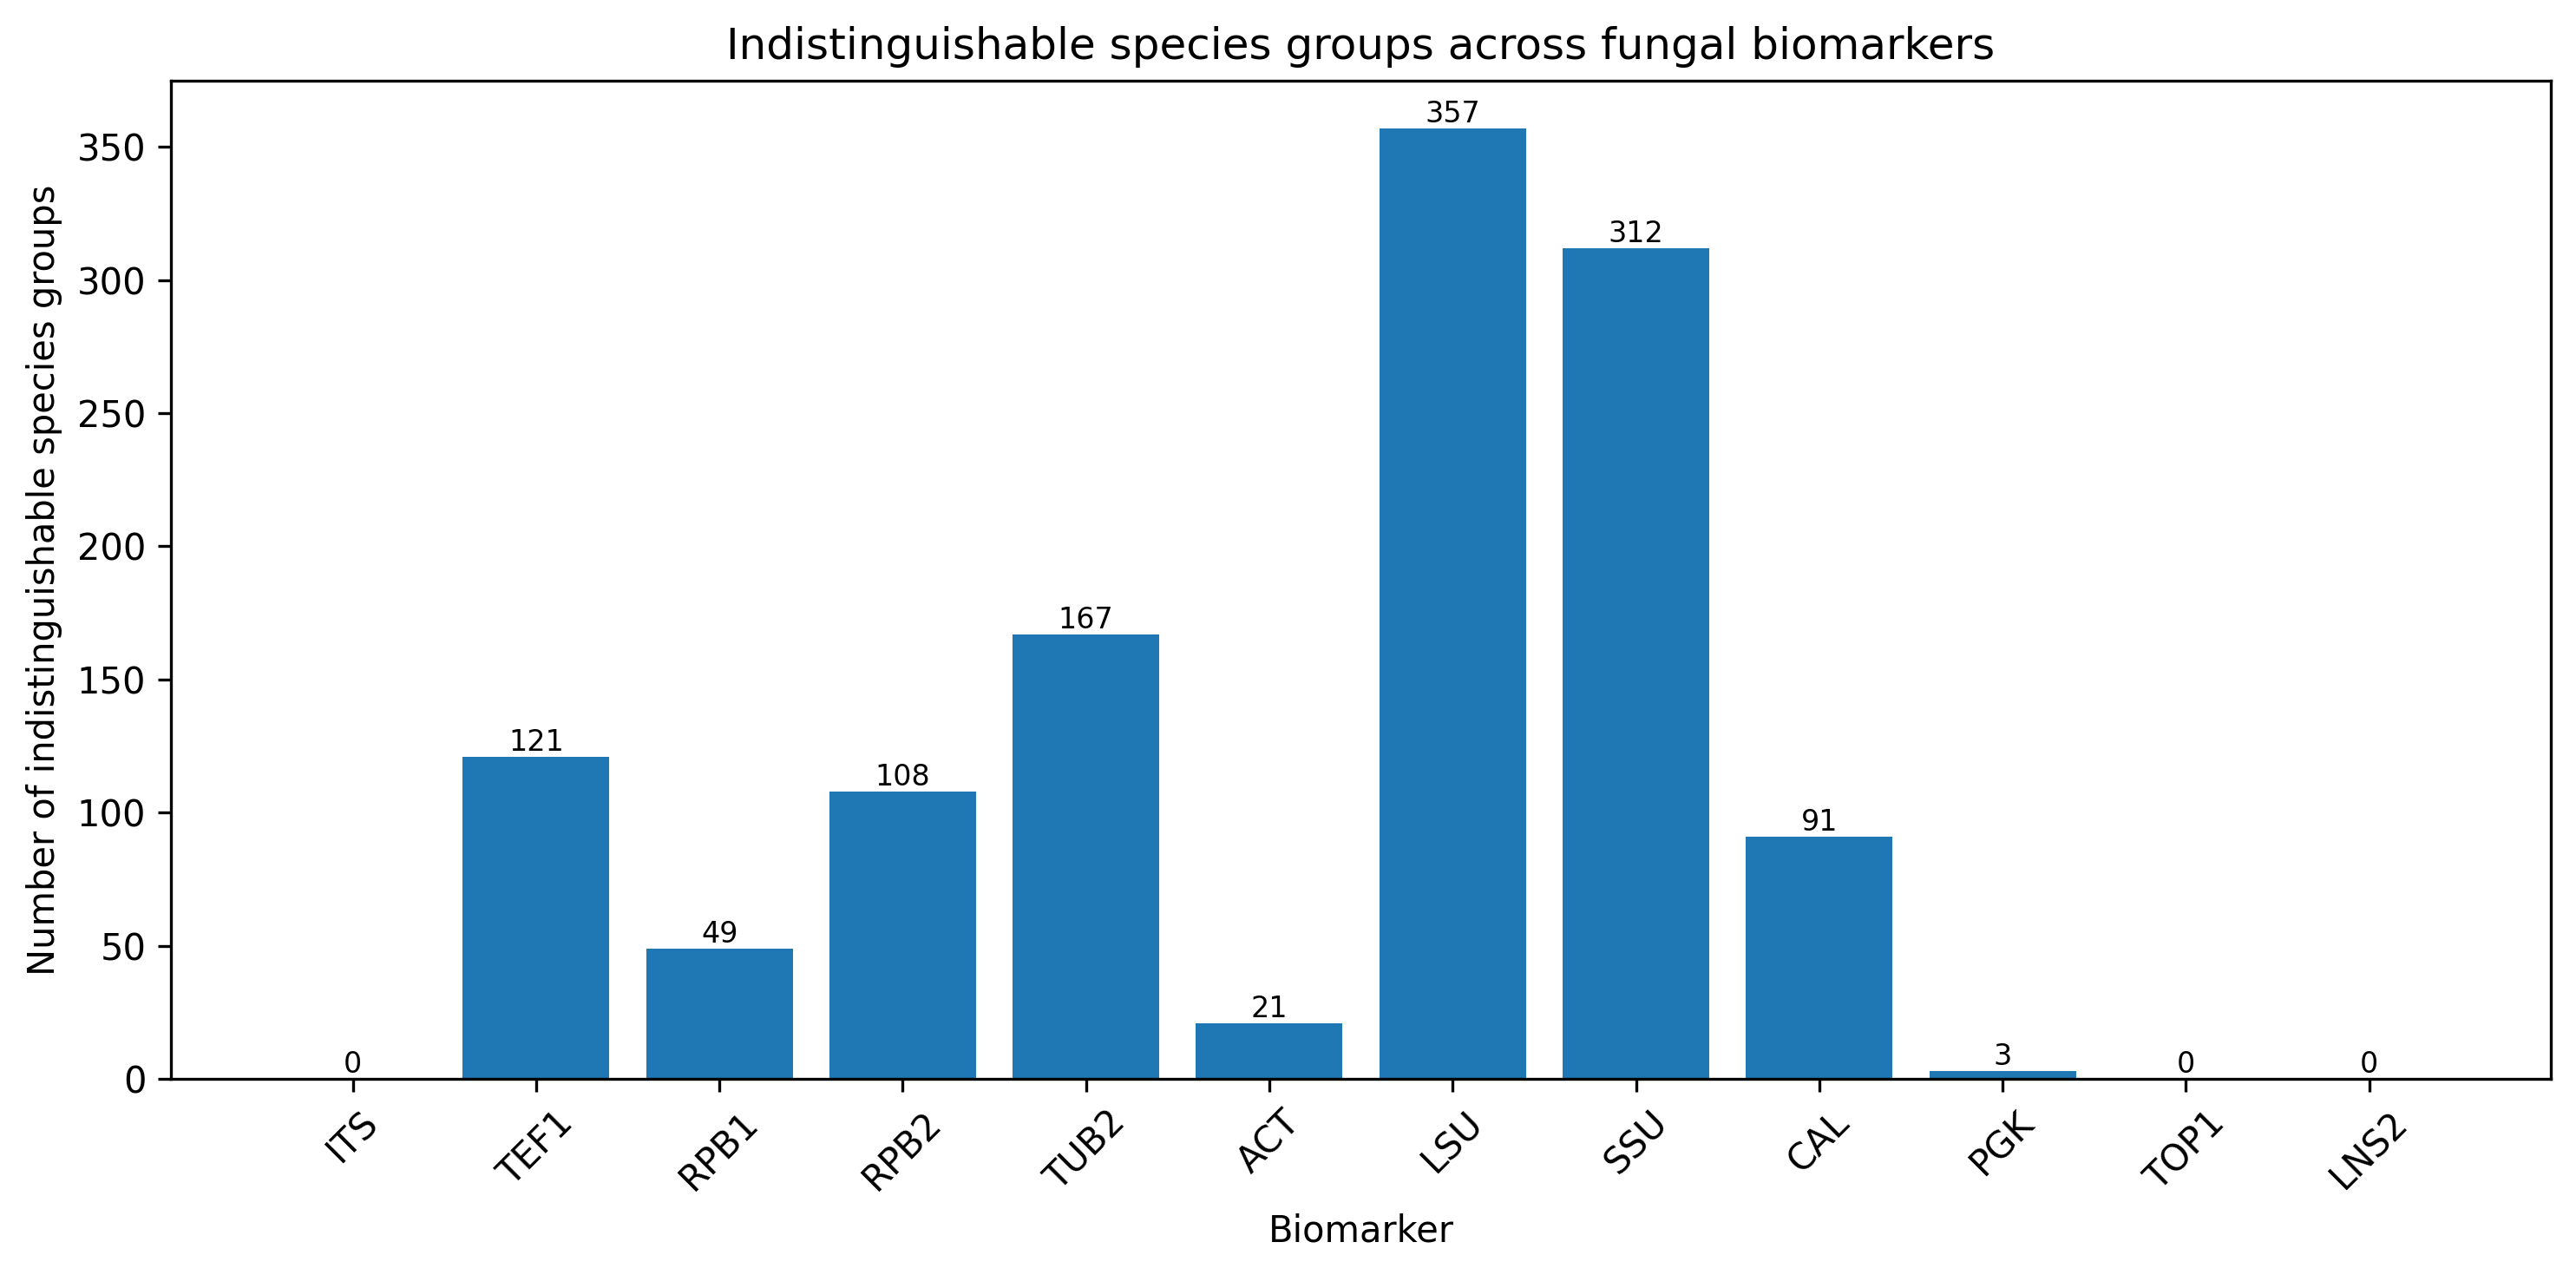 Indistinguishable species groups across fungal biomarkers
Number of indistinguishable species groups
350
300
250
200
150
100
50
0
0
121
49
108
167
21
357
312
91
3
0
0
ITS
TEF1
RPB1
RPB2
TUB2
ACT
LSU
SSU
CAL
PGK
TOP1
LNS2
Biomarker